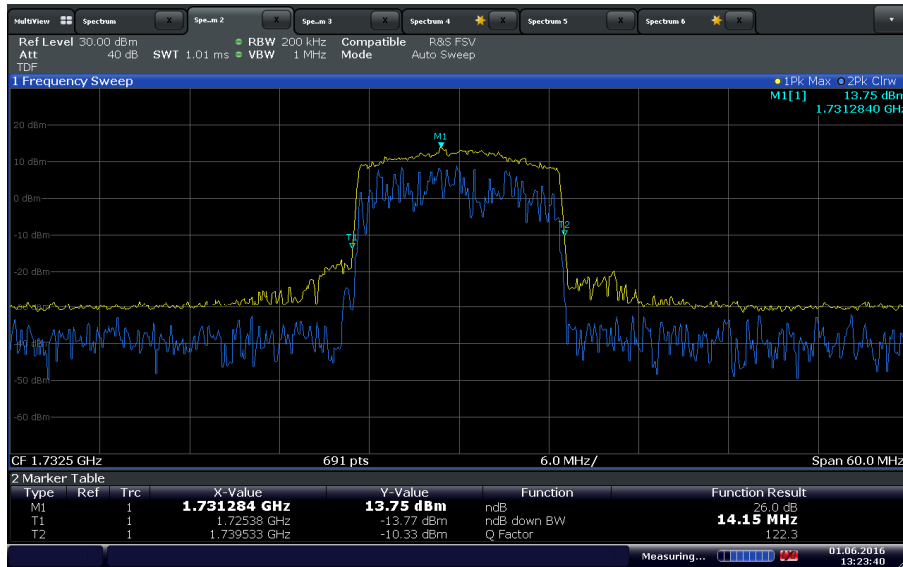 MultiView Spectrum X Spe...m 2 X Spe...m 3 X Spectrum 4 X Spectrum 5 X Spectrum 6 X
Ref Level 30.00 dBm RBW 200 kHz Compatible R&S FSV
Att 40 dB SWT 1.01 ms VBW 1 MHz Mode Auto Sweep
TDF
1 Frequency Sweep 1Pk Max 2Pk Clrw
M1[1] 13.75 dBm
1.7312840 GHz
20 dBm
M1
10 dBm
0 dBm
T2
-10 dBm
T1
-20 dBm
-50 dBm
-60 dBm
CF 1.7325 GHz 691 pts 6.0 MHz/ Span 60.0 MHz
2 Marker Table
Type Ref Trc X-Value Y-Value Function Function Result
M1 1 1.731284 GHz 13.75 dBm ndB 26.0 dB
T1 1 1.72538 GHz -13.77 dBm ndB down BW 14.15 MHz
T2 1 1.739533 GHz -10.33 dBm Q Factor 122.3
Measuring... 01.06.2016
13:23:40